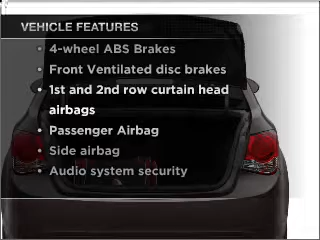 VEHICLE FEATURES
• 4-wheel ABS Brakes
• Front Ventilated disc brakes
• 1st and 2nd row curtain head
airbags
• Passenger Airbag
• Side airbag
• Audio system security